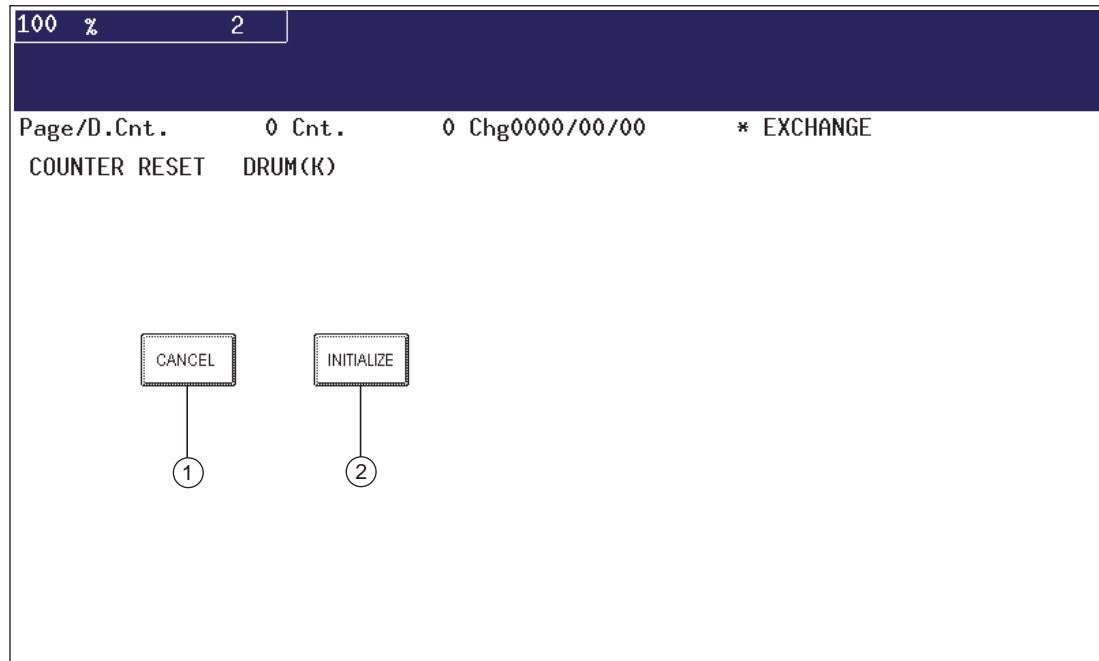 100 % 2
Page/D.Cnt. 0 Cnt. 0 Chg0000/00/00 * EXCHANGE
COUNTER RESET DRUM(K)
CANCEL INITIALIZE
1 2